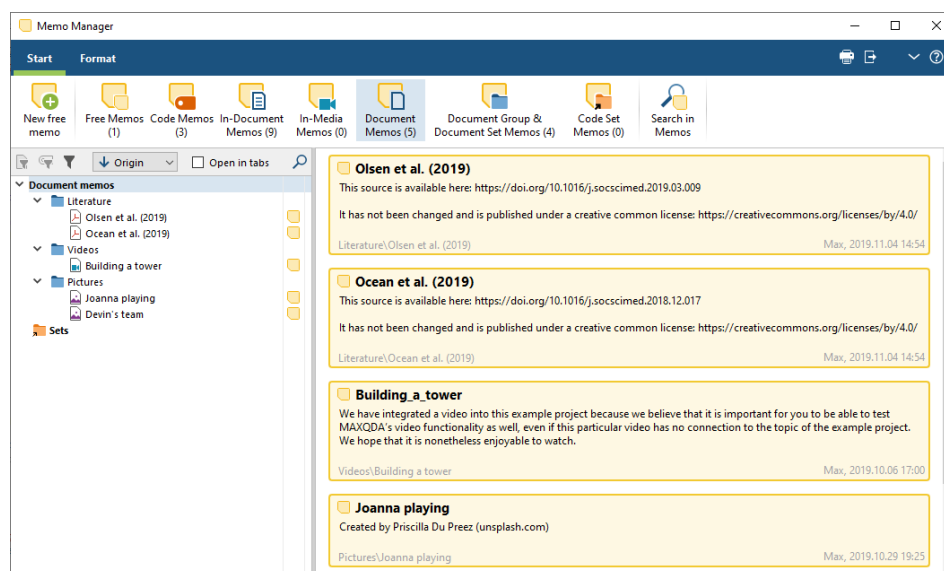 Memo Manager
Start Format
New free memo
Free Memos (1)
Code Memos (3)
In-Document Memos (9)
In-Media Memos (0)
Document Memos (5)
Document Group & Document Set Memos (4)
Code Set Memos (0)
Search in Memos
Origin Open in tabs
Document memos
Literature
Olsen et al. (2019)
Ocean et al. (2019)
Videos
Building a tower
Pictures
Joanna playing
Devin's team
Sets
Olsen et al. (2019)
This source is available here: https://doi.org/10.1016/j.socscimed.2019.03.009
It has not been changed and is published under a creative common license: https://creativecommons.org/licenses/by/4.0/
Literature\Olsen et al. (2019) Max, 2019.11.04 14:54
Ocean et al. (2019)
This source is available here: https://doi.org/10.1016/j.socscimed.2018.12.017
It has not been changed and is published under a creative common license: https://creativecommons.org/licenses/by/4.0/
Literature\Ocean et al. (2019) Max, 2019.11.04 14:54
Building_a_tower
We have integrated a video into this example project because we believe that it is important for you to be able to test
MAXQDA's video functionality as well, even if this particular video has no connection to the topic of the example project.
We hope that it is nonetheless enjoyable to watch.
Videos\Building a tower Max, 2019.10.06 17:00
Joanna playing
Created by Priscilla Du Preez (unsplash.com)
Pictures\Joanna playing Max, 2019.10.29 19:25